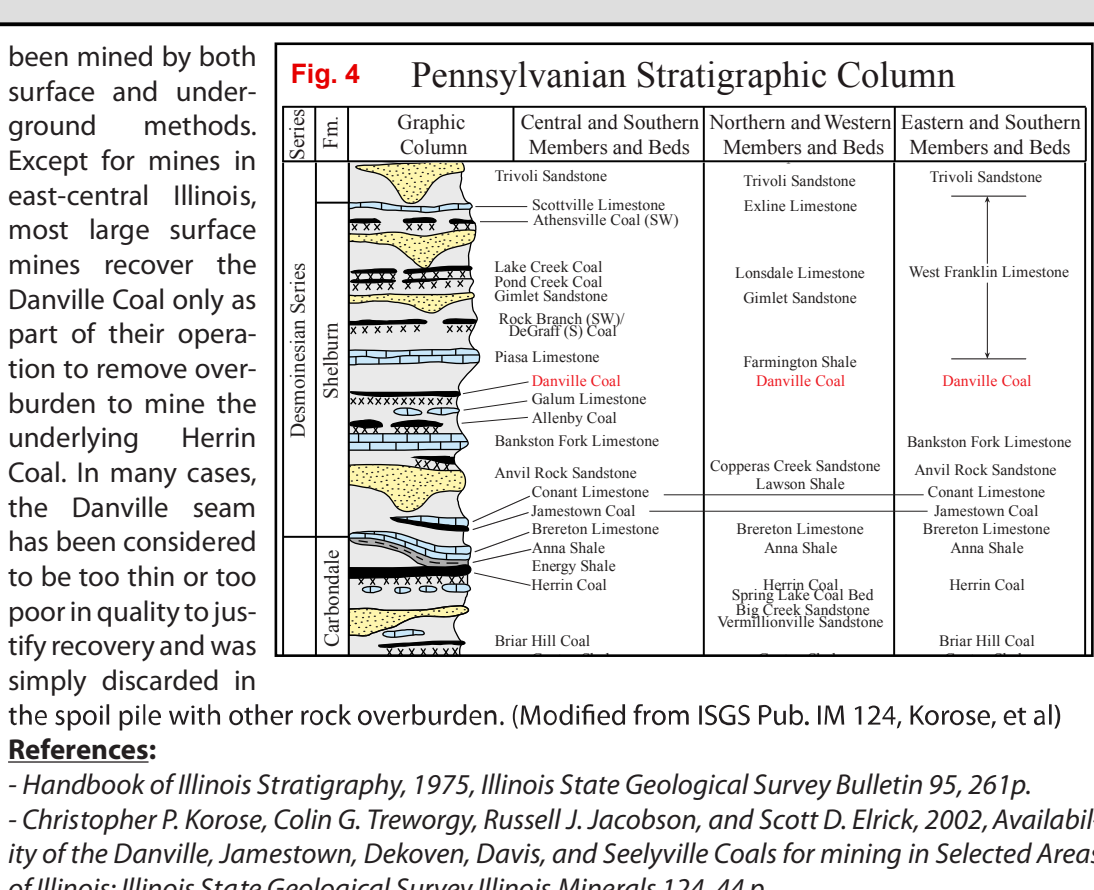 been mined by both
surface and under-
ground methods.
Except for mines in
east-central Illinois,
most large surface
mines recover the
Danville Coal only as
part of their opera-
tion to remove over-
burden to mine the
underlying Herrin
Coal. In many cases,
the Danville seam
has been considered
to be too thin or too
poor in quality to jus-
tify recovery and was
simply discarded in
the spoil pile with other rock overburden. (Modified from ISGS Pub. IM 124, Korose, et al)
Fig. 4 Pennsylvanian Stratigraphic Column
Series
Fm.
Graphic
Column
Central and Southern
Members and Beds
Northern and Western
Members and Beds
Eastern and Southern
Members and Beds
Desmoinesian Series
Shelburn
Carbondale
Trivoli Sandstone
Scottville Limestone
Athensville Coal (SW)
Lake Creek Coal
Pond Creek Coal
Gimlet Sandstone
Rock Branch (SW)/
DeGraff (S) Coal
Piasa Limestone
Danville Coal
Galum Limestone
Allenby Coal
Bankston Fork Limestone
Anvil Rock Sandstone
Conant Limestone
Jamestown Coal
Brereton Limestone
Anna Shale
Energy Shale
Herrin Coal
Briar Hill Coal
Trivoli Sandstone
Exline Limestone
Lonsdale Limestone
Gimlet Sandstone
Farmington Shale
Danville Coal
Copperas Creek Sandstone
Lawson Shale
Brereton Limestone
Anna Shale
Herrin Coal
Spring Lake Coal Bed
Big Creek Sandstone
Vermillionville Sandstone
Trivoli Sandstone
West Franklin Limestone
Danville Coal
Bankston Fork Limestone
Anvil Rock Sandstone
Conant Limestone
Jamestown Coal
Brereton Limestone
Anna Shale
Herrin Coal
Briar Hill Coal
References:
- Handbook of Illinois Stratigraphy, 1975, Illinois State Geological Survey Bulletin 95, 261p.
- Christopher P. Korose, Colin G. Treworgy, Russell J. Jacobson, and Scott D. Elrick, 2002, Availabil-
ity of the Danville, Jamestown, Dekoven, Davis, and Seelyville Coals for mining in Selected Areas
of Illinois: Illinois State Geological Survey Illinois Minerals 124, 44 p.